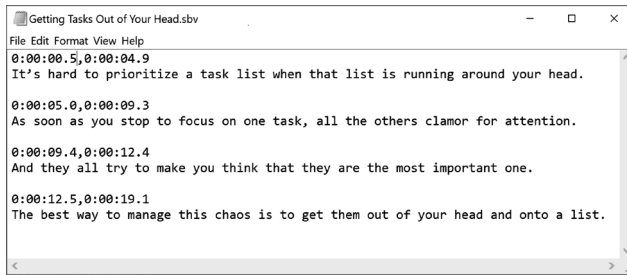 Getting Tasks Out of Your Head.sbv
File Edit Format View Help
0:00:00.5,0:00:04.9
It's hard to prioritize a task list when that list is running around your head.
0:00:05.0,0:00:09.3
As soon as you stop to focus on one task, all the others clamor for attention.
0:00:09.4,0:00:12.4
And they all try to make you think that they are the most important one.
0:00:12.5,0:00:19.1
The best way to manage this chaos is to get them out of your head and onto a list.